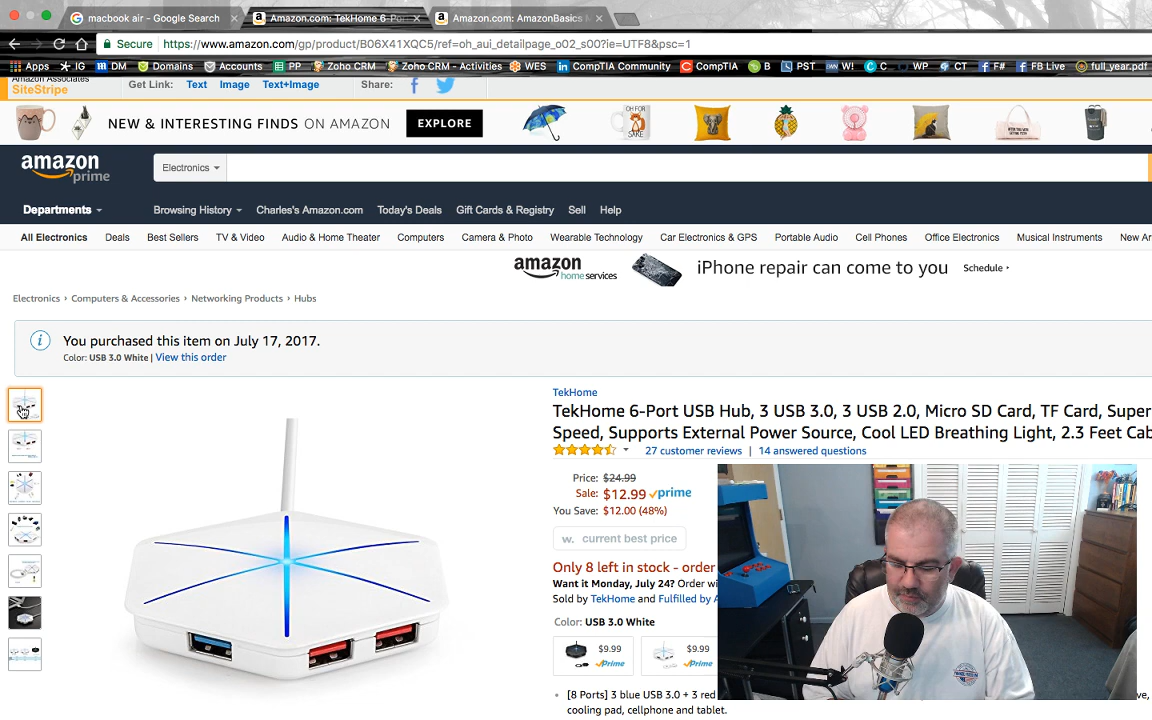 macbook air - Google Search
Amazon.com: TekHome 6-Por
Amazon.com: AmazonBasics M
Secure https://www.amazon.com/gp/product/B06X41XQC5/ref=oh_aui_detailpage_o02_s00?ie=UTF8&psc=1
Apps IG DM Domains Accounts PP Zoho CRM Zoho CRM - Activities WES CompTIA Community CompTIA B PST W! C WP CT F# FB Live full_year.pdf
Amazon Associates
SiteStripe
Get Link: Text Image Text+Image Share:
NEW & INTERESTING FINDS ON AMAZON EXPLORE
OH FOR
SAKE
amazon
prime
Electronics
Departments
Browsing History Charles's Amazon.com Today's Deals Gift Cards & Registry Sell Help
All Electronics Deals Best Sellers TV & Video Audio & Home Theater Computers Camera & Photo Wearable Technology Car Electronics & GPS Portable Audio Cell Phones Office Electronics Musical Instruments New Ar
amazon
home services
iPhone repair can come to you Schedule
Electronics › Computers & Accessories › Networking Products › Hubs
You purchased this item on July 17, 2017.
Color: USB 3.0 White | View this order
TekHome
TekHome 6-Port USB Hub, 3 USB 3.0, 3 USB 2.0, Micro SD Card, TF Card, Super
Speed, Supports External Power Source, Cool LED Breathing Light, 2.3 Feet Cab
27 customer reviews | 14 answered questions
Price: $24.99
Sale: $12.99 prime
You Save: $12.00 (48%)
w. current best price
Only 8 left in stock - order
Want it Monday, July 24? Order wi
Sold by TekHome and Fulfilled by A
Color: USB 3.0 White
$9.99
Prime
$9.99
Prime
[8 Ports] 3 blue USB 3.0 + 3 red
ve,
cooling pad, cellphone and tablet.